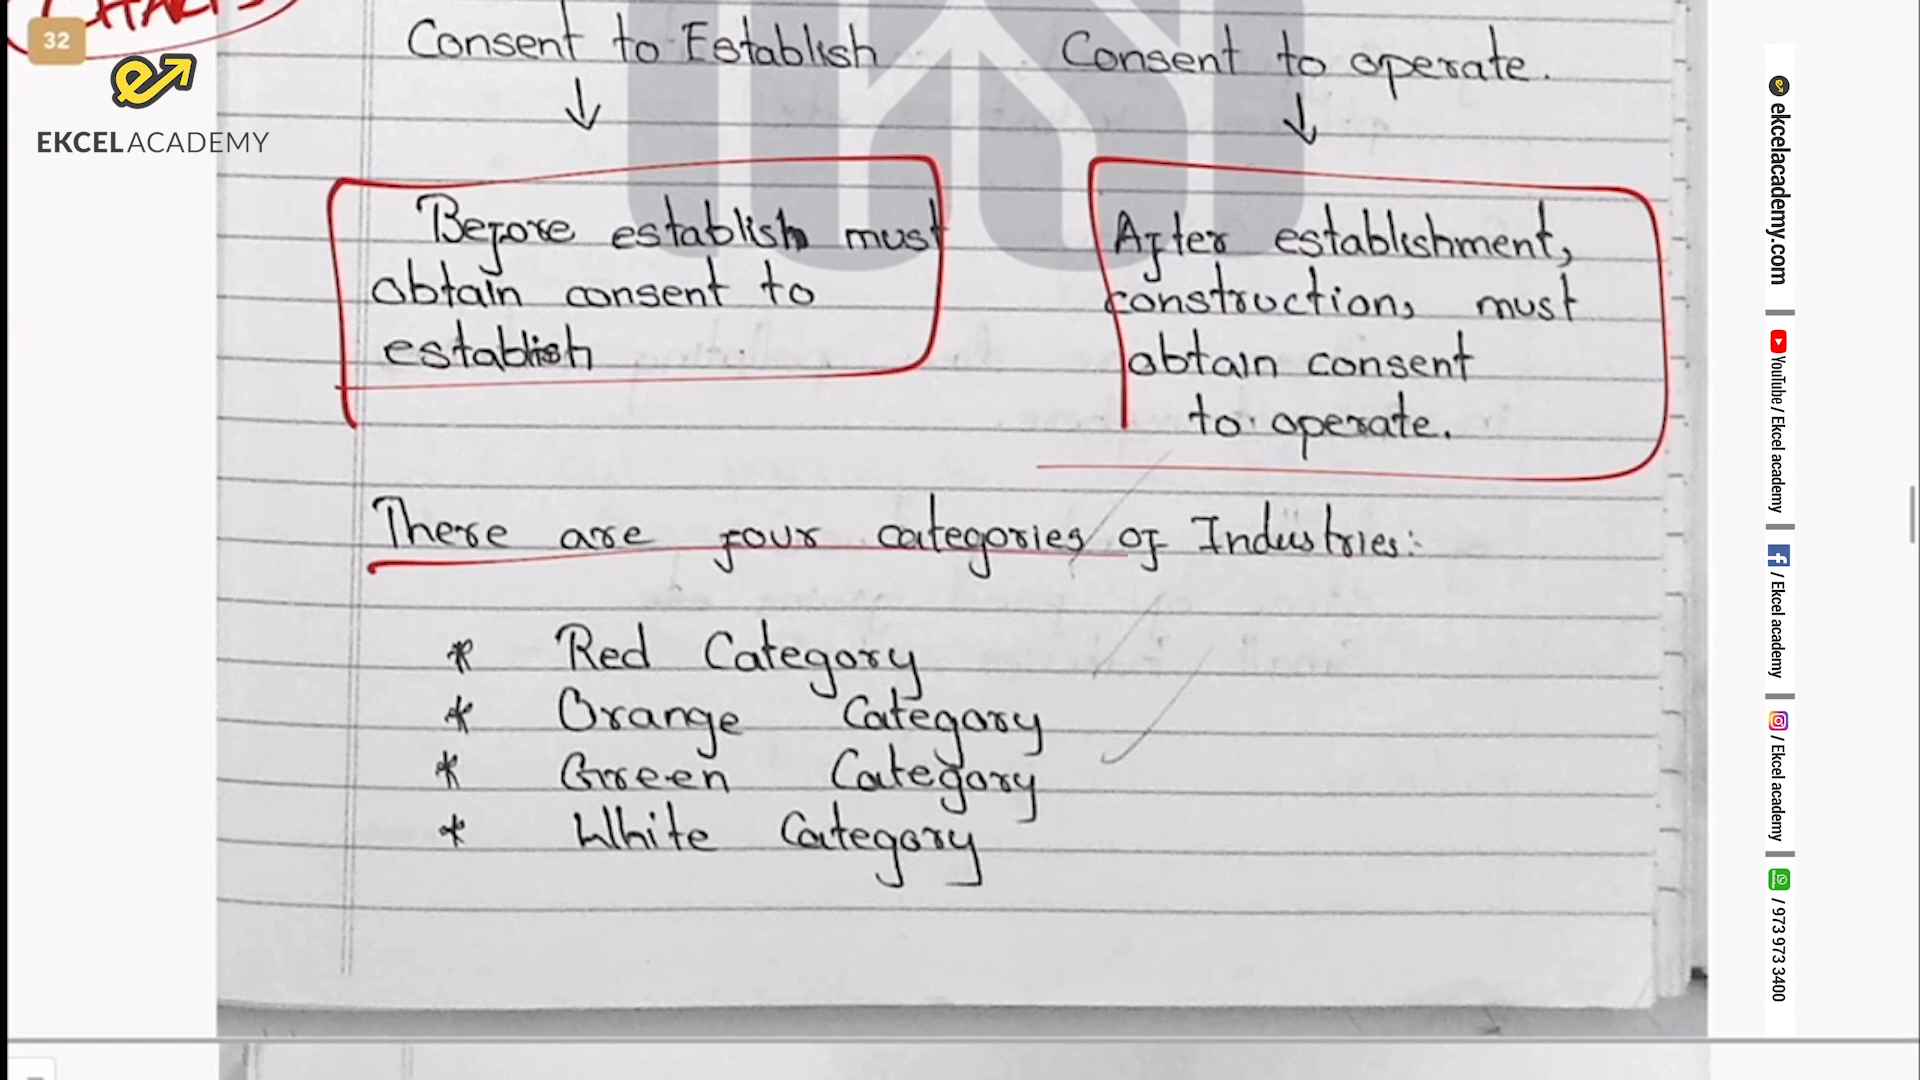 32
EKCELACADEMY
Consent to Establish
Consent to operate.
Before establish must
obtain consent to
establish
After establishment,
construction, must
obtain consent
to operate.
There are four categories of Industries:
* Red Category
* Orange Category
* Green Category
* White Category
ekcelacademy.com
YouTube / Ekcel academy
/ Ekcel academy
/ Ekcel academy
/ 973 973 3400